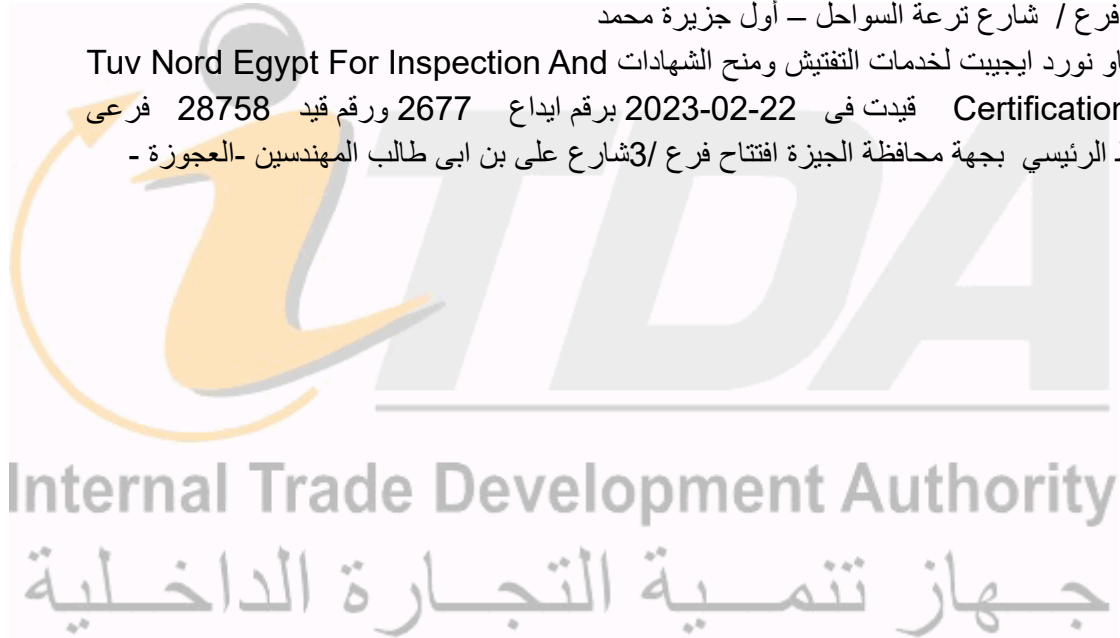 فرع / شارع ترعة السواحل – أول جزيرة محمد
نورد ايجيبت لخدمات التفتيش ومنح الشهادات Tuv Nord Egypt For Inspection And
Certification قيدت فى 22-02-2023 برقم ايداع 2677 ورقم قيد 28758 فرعى
الرئيسي بجهة محافظة الجيزة افتتاح فرع /3شارع على بن ابى طالب المهندسين -العجوزة -
iTDA
Internal Trade Development Authority
جهاز تنمية التجارة الداخلية